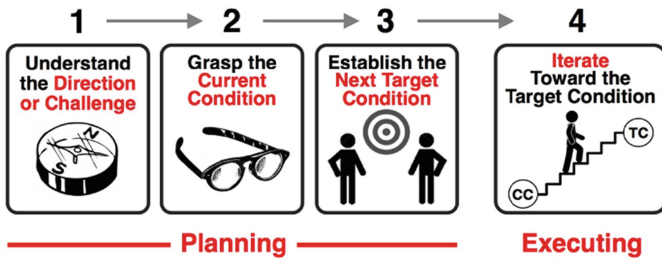 1
2
3
4
Understand
the Direction
or Challenge
N
S
Grasp the
Current
Condition
Establish the
Next Target
Condition
Iterate
Toward the
Target Condition
CC
TC
Planning
Executing